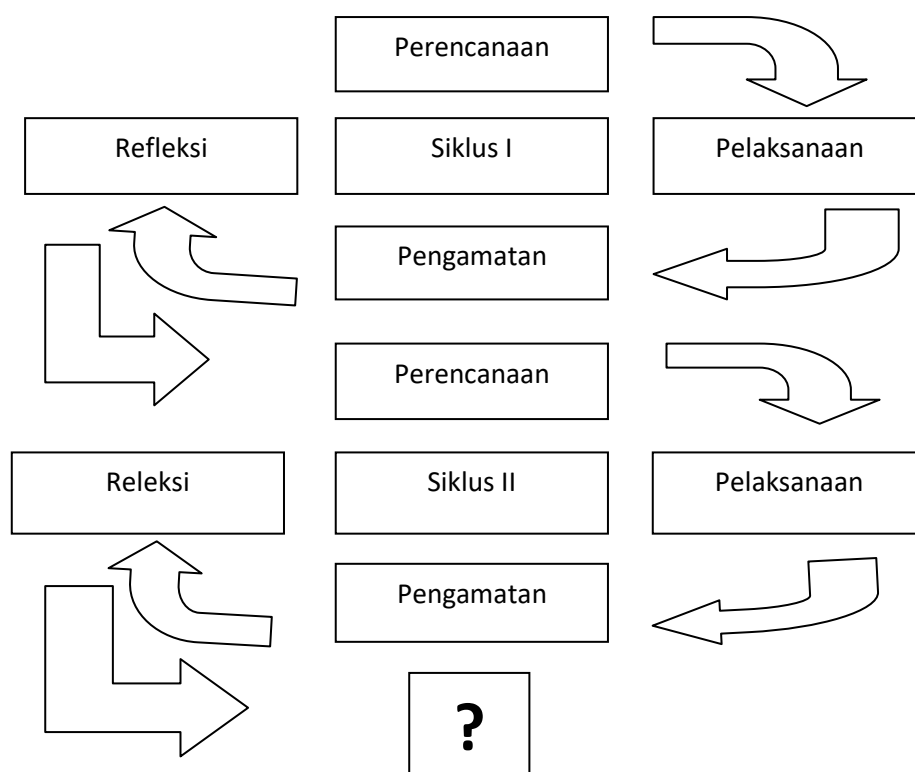 Perencanaan
Refleksi
Siklus I
Pelaksanaan
Pengamatan
Perencanaan
Releksi
Siklus II
Pelaksanaan
Pengamatan
?